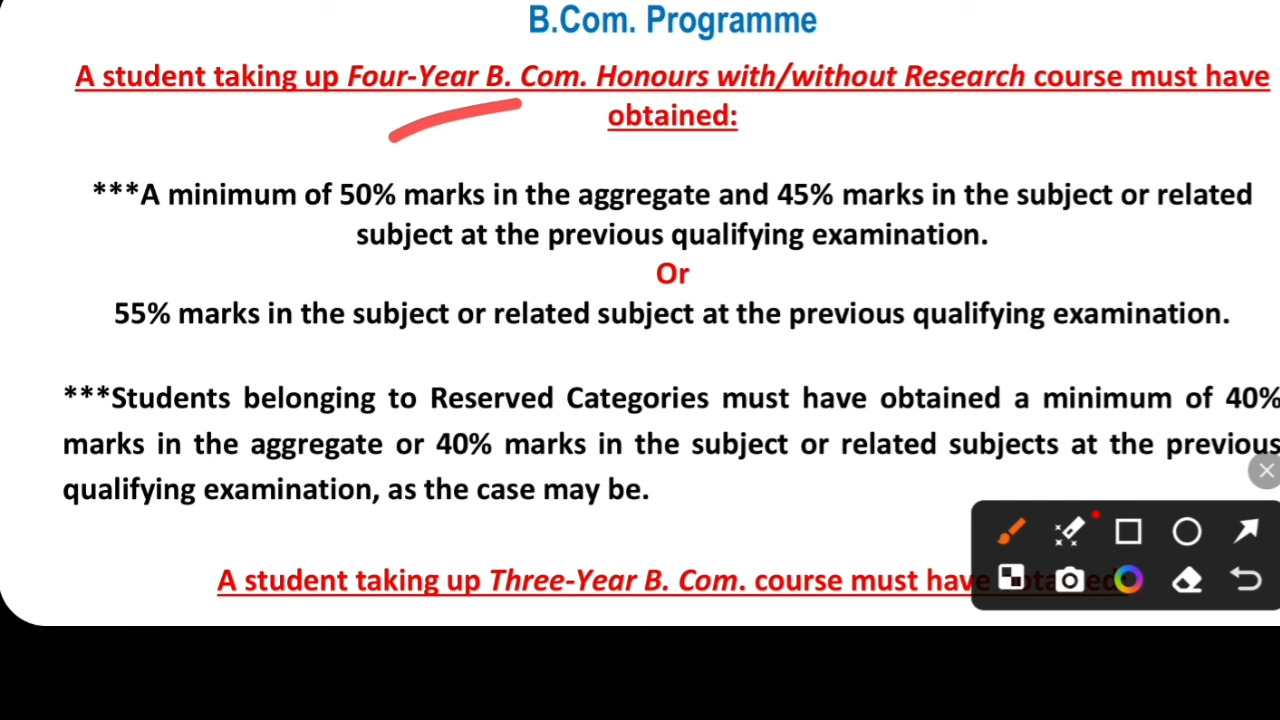 B.Com. Programme
A student taking up Four-Year B. Com. Honours with/without Research course must have
obtained:
***A minimum of 50% marks in the aggregate and 45% marks in the subject or related
subject at the previous qualifying examination.
Or
55% marks in the subject or related subject at the previous qualifying examination.
***Students belonging to Reserved Categories must have obtained a minimum of 40%
marks in the aggregate or 40% marks in the subject or related subjects at the previous
qualifying examination, as the case may be.
A student taking up Three-Year B. Com. course must have